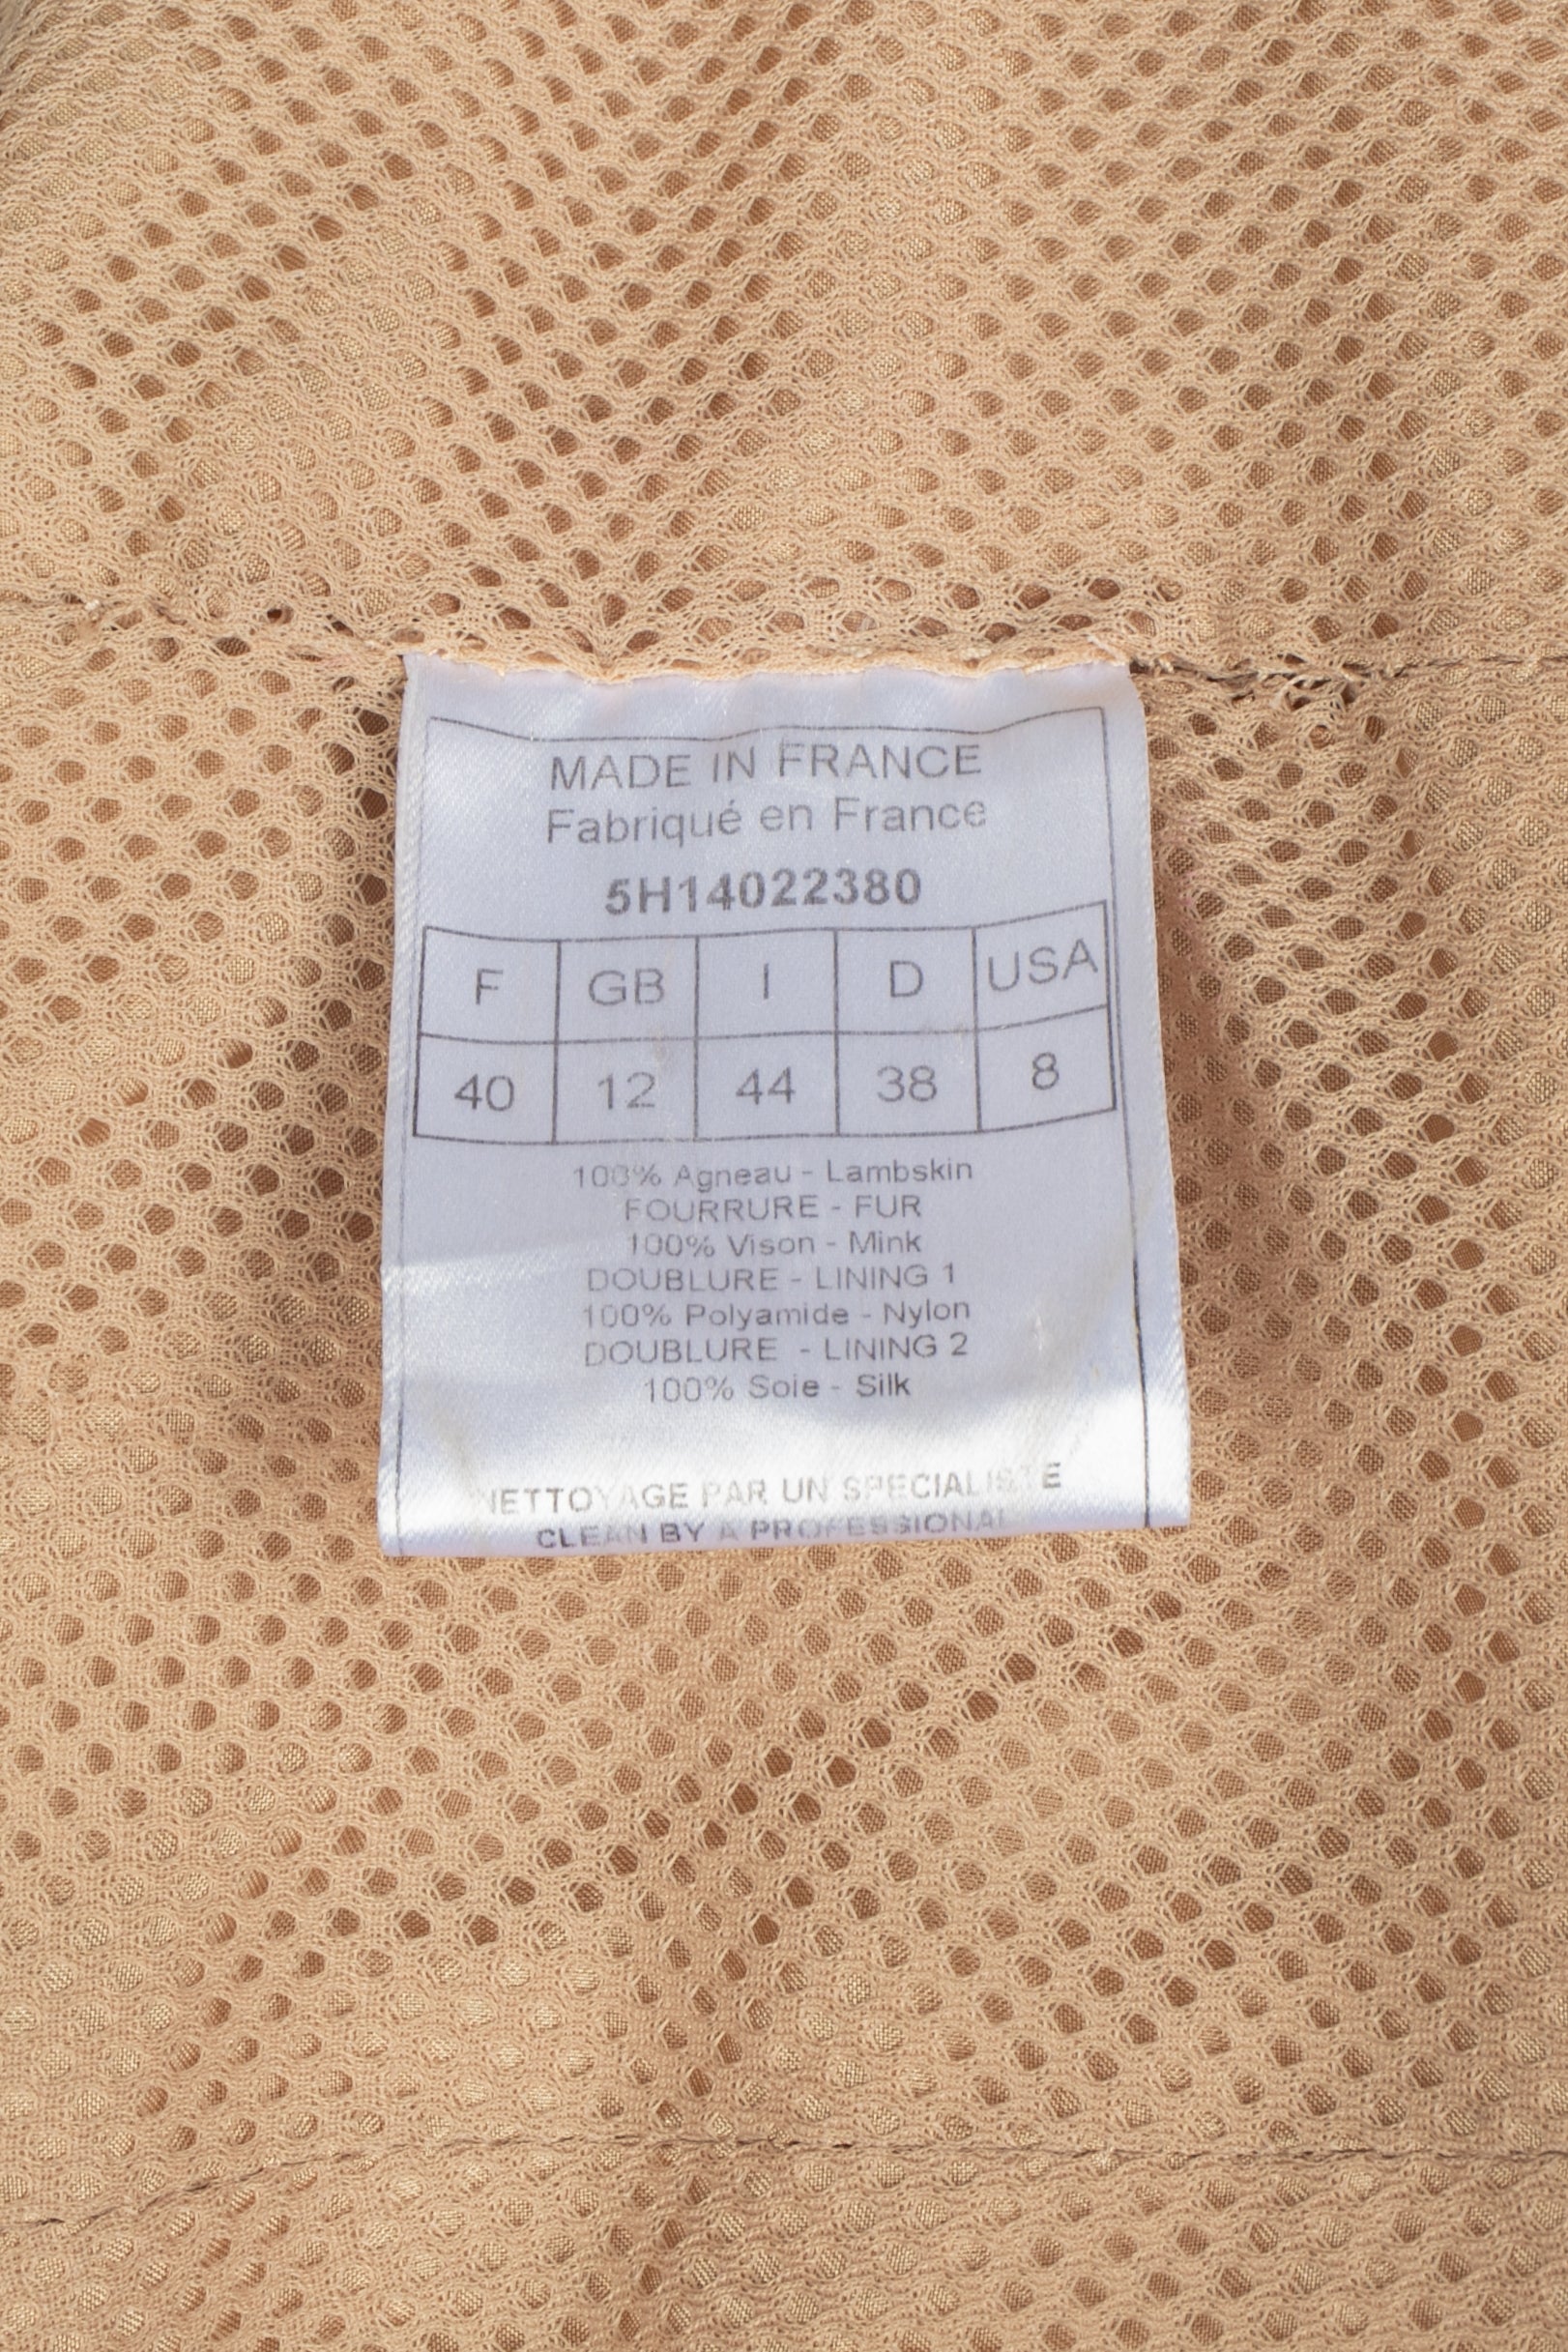 MADE IN FRANCE
Fabriqué en France
5H14022380
F GB I D USA
40 12 44 38 8
100% Agneau - Lambskin
FOURRURE - FUR
100% Vison - Mink
DOUBLURE - LINING 1
100% Polyamide - Nylon
DOUBLURE - LINING 2
100% Soie - Silk
NETTOYAGE PAR UN SPECIALISTE
CLEAN BY A PROFESSIONAL